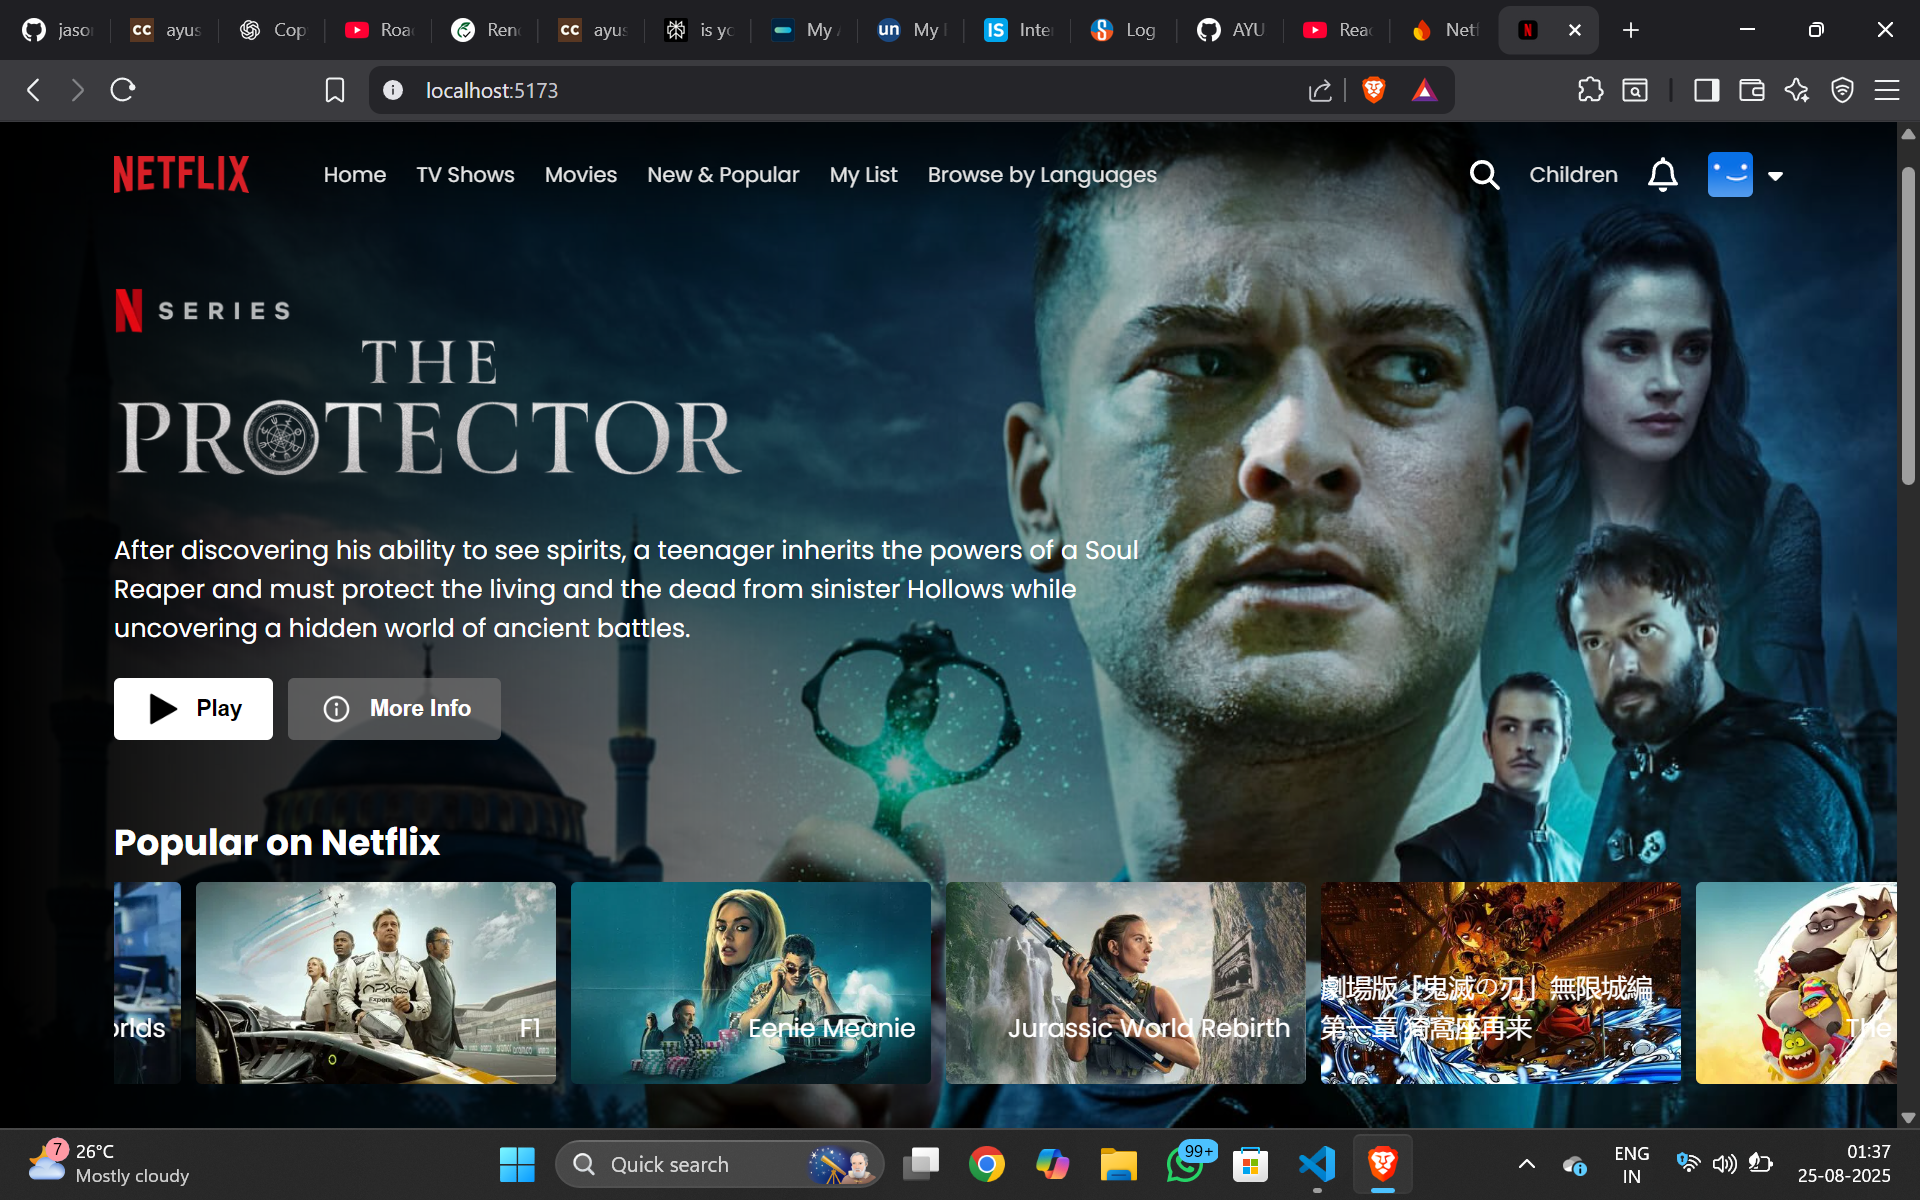 jaso
ayus
Cop
Roa
Ren
ayus
is yo
My A
My
Inte
Log
AYU
Rea
Netf
localhost:5173
NETFLIX
Home
TV Shows
Movies
New & Popular
My List
Browse by Languages
Children
N SERIES
THE
PROTECTOR
After discovering his ability to see spirits, a teenager inherits the powers of a Soul
Reaper and must protect the living and the dead from sinister Hollows while
uncovering a hidden world of ancient battles.
Play
More Info
Popular on Netflix
orlds
F1
Eenie Meanie
Jurassic World Rebirth
劇場版「鬼滅の刃」無限城編
第一章 猗窩座再来
The
7
26°C
Mostly cloudy
Quick search
99+
ENG
IN
01:37
25-08-2025